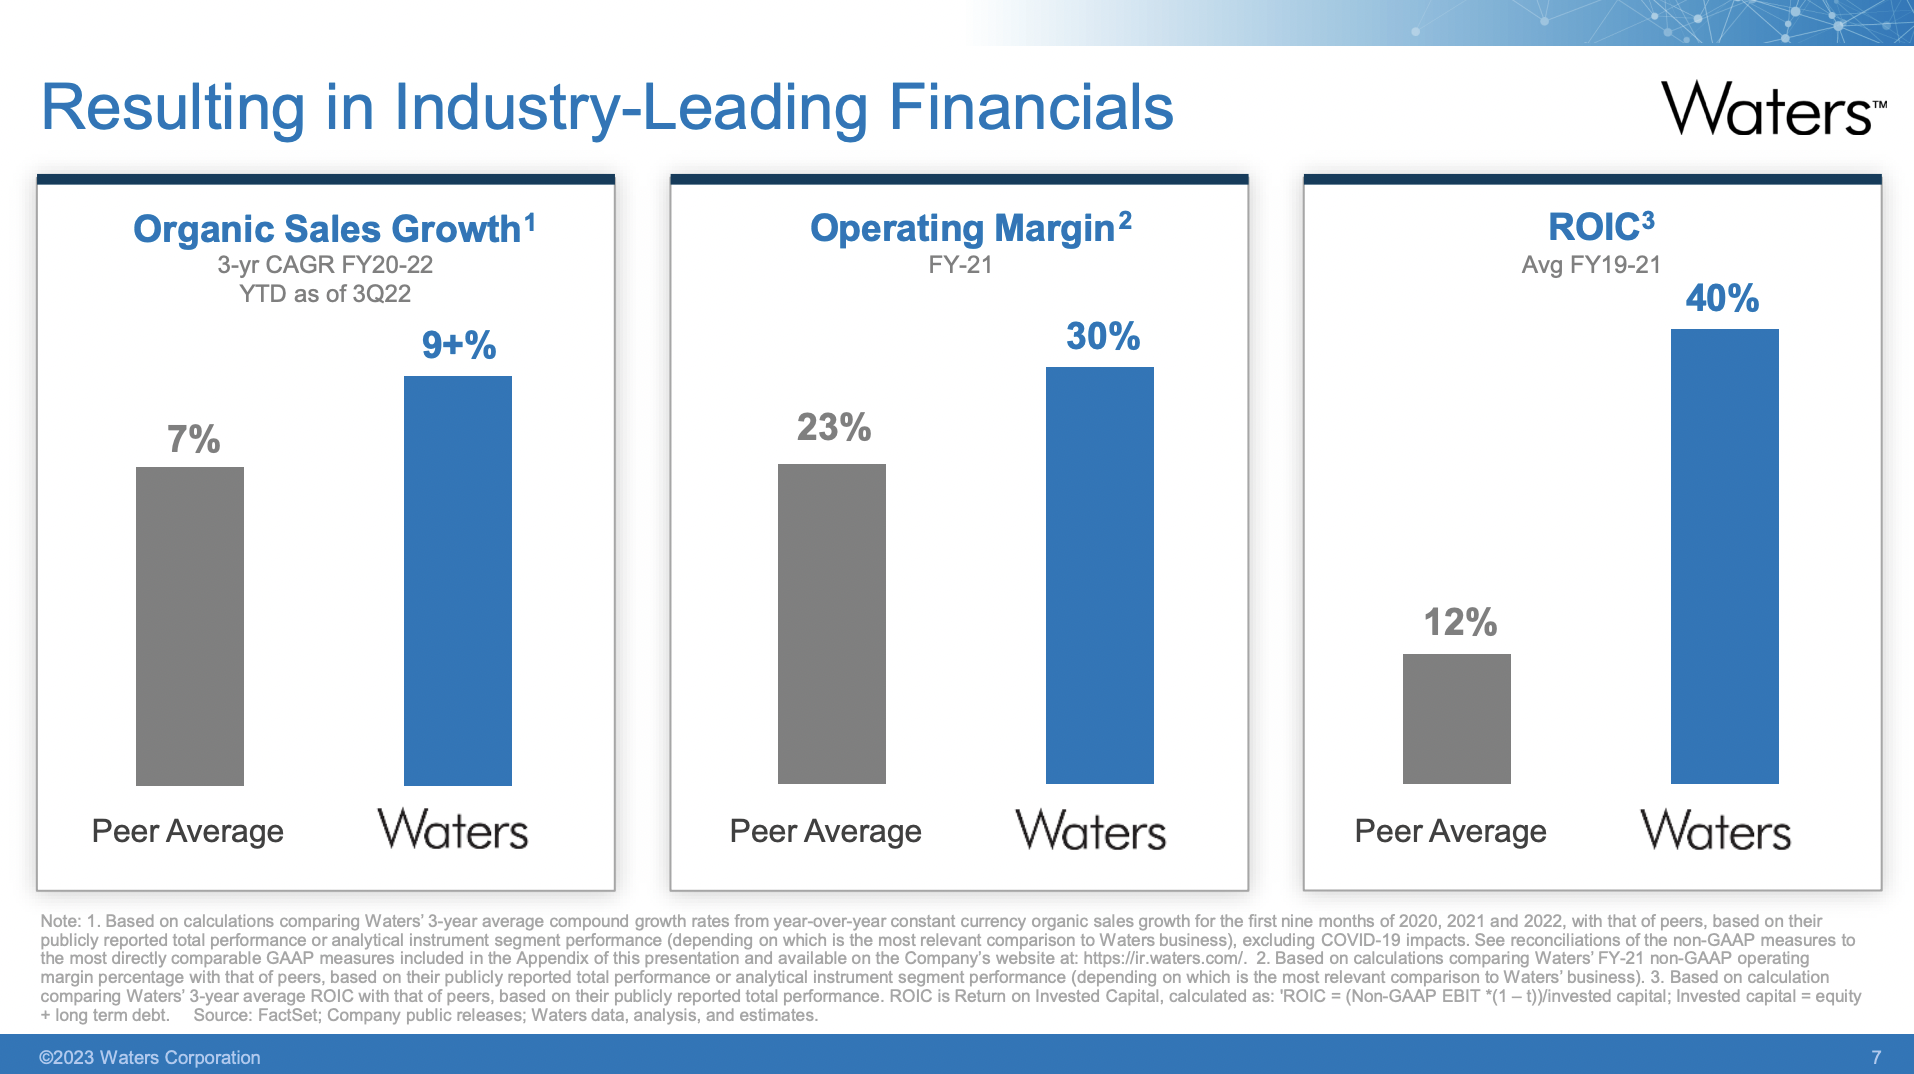 Resulting in Industry-Leading Financials
Waters™
Organic Sales Growth¹
3-yr CAGR FY20-22
YTD as of 3Q22
7%
9+%
Peer Average
Waters
Operating Margin²
FY-21
23%
30%
Peer Average
Waters
ROIC³
Avg FY19-21
12%
40%
Peer Average
Waters
Note: 1. Based on calculations comparing Waters’ 3-year average compound growth rates from year-over-year constant currency organic sales growth for the first nine months of 2020, 2021 and 2022, with that of peers, based on their
publicly reported total performance or analytical instrument segment performance (depending on which is the most relevant comparison to Waters business), excluding COVID-19 impacts. See reconciliations of the non-GAAP measures to
the most directly comparable GAAP measures included in the Appendix of this presentation and available on the Company’s website at: https://ir.waters.com/. 2. Based on calculations comparing Waters’ FY-21 non-GAAP operating
margin percentage with that of peers, based on their publicly reported total performance or analytical instrument segment performance (depending on which is the most relevant comparison to Waters’ business). 3. Based on calculation
comparing Waters’ 3-year average ROIC with that of peers, based on their publicly reported total performance. ROIC is Return on Invested Capital, calculated as: 'ROIC = (Non-GAAP EBIT *(1 – t))/invested capital; Invested capital = equity
+ long term debt. Source: FactSet; Company public releases; Waters data, analysis, and estimates.
©2023 Waters Corporation
7